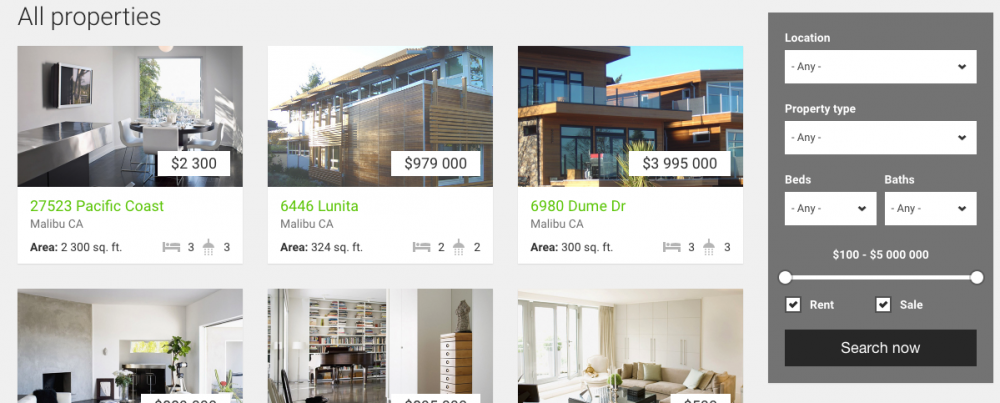 All properties
$2 300
27523 Pacific Coast
Malibu CA
Area: 2 300 sq. ft. 3 3
$979 000
6446 Lunita
Malibu CA
Area: 324 sq. ft. 2 2
$3 995 000
6980 Dume Dr
Malibu CA
Area: 300 sq. ft. 3 3
Location
- Any -
Property type
- Any -
Beds Baths
- Any - - Any -
$100 - $5 000 000
Rent Sale
Search now